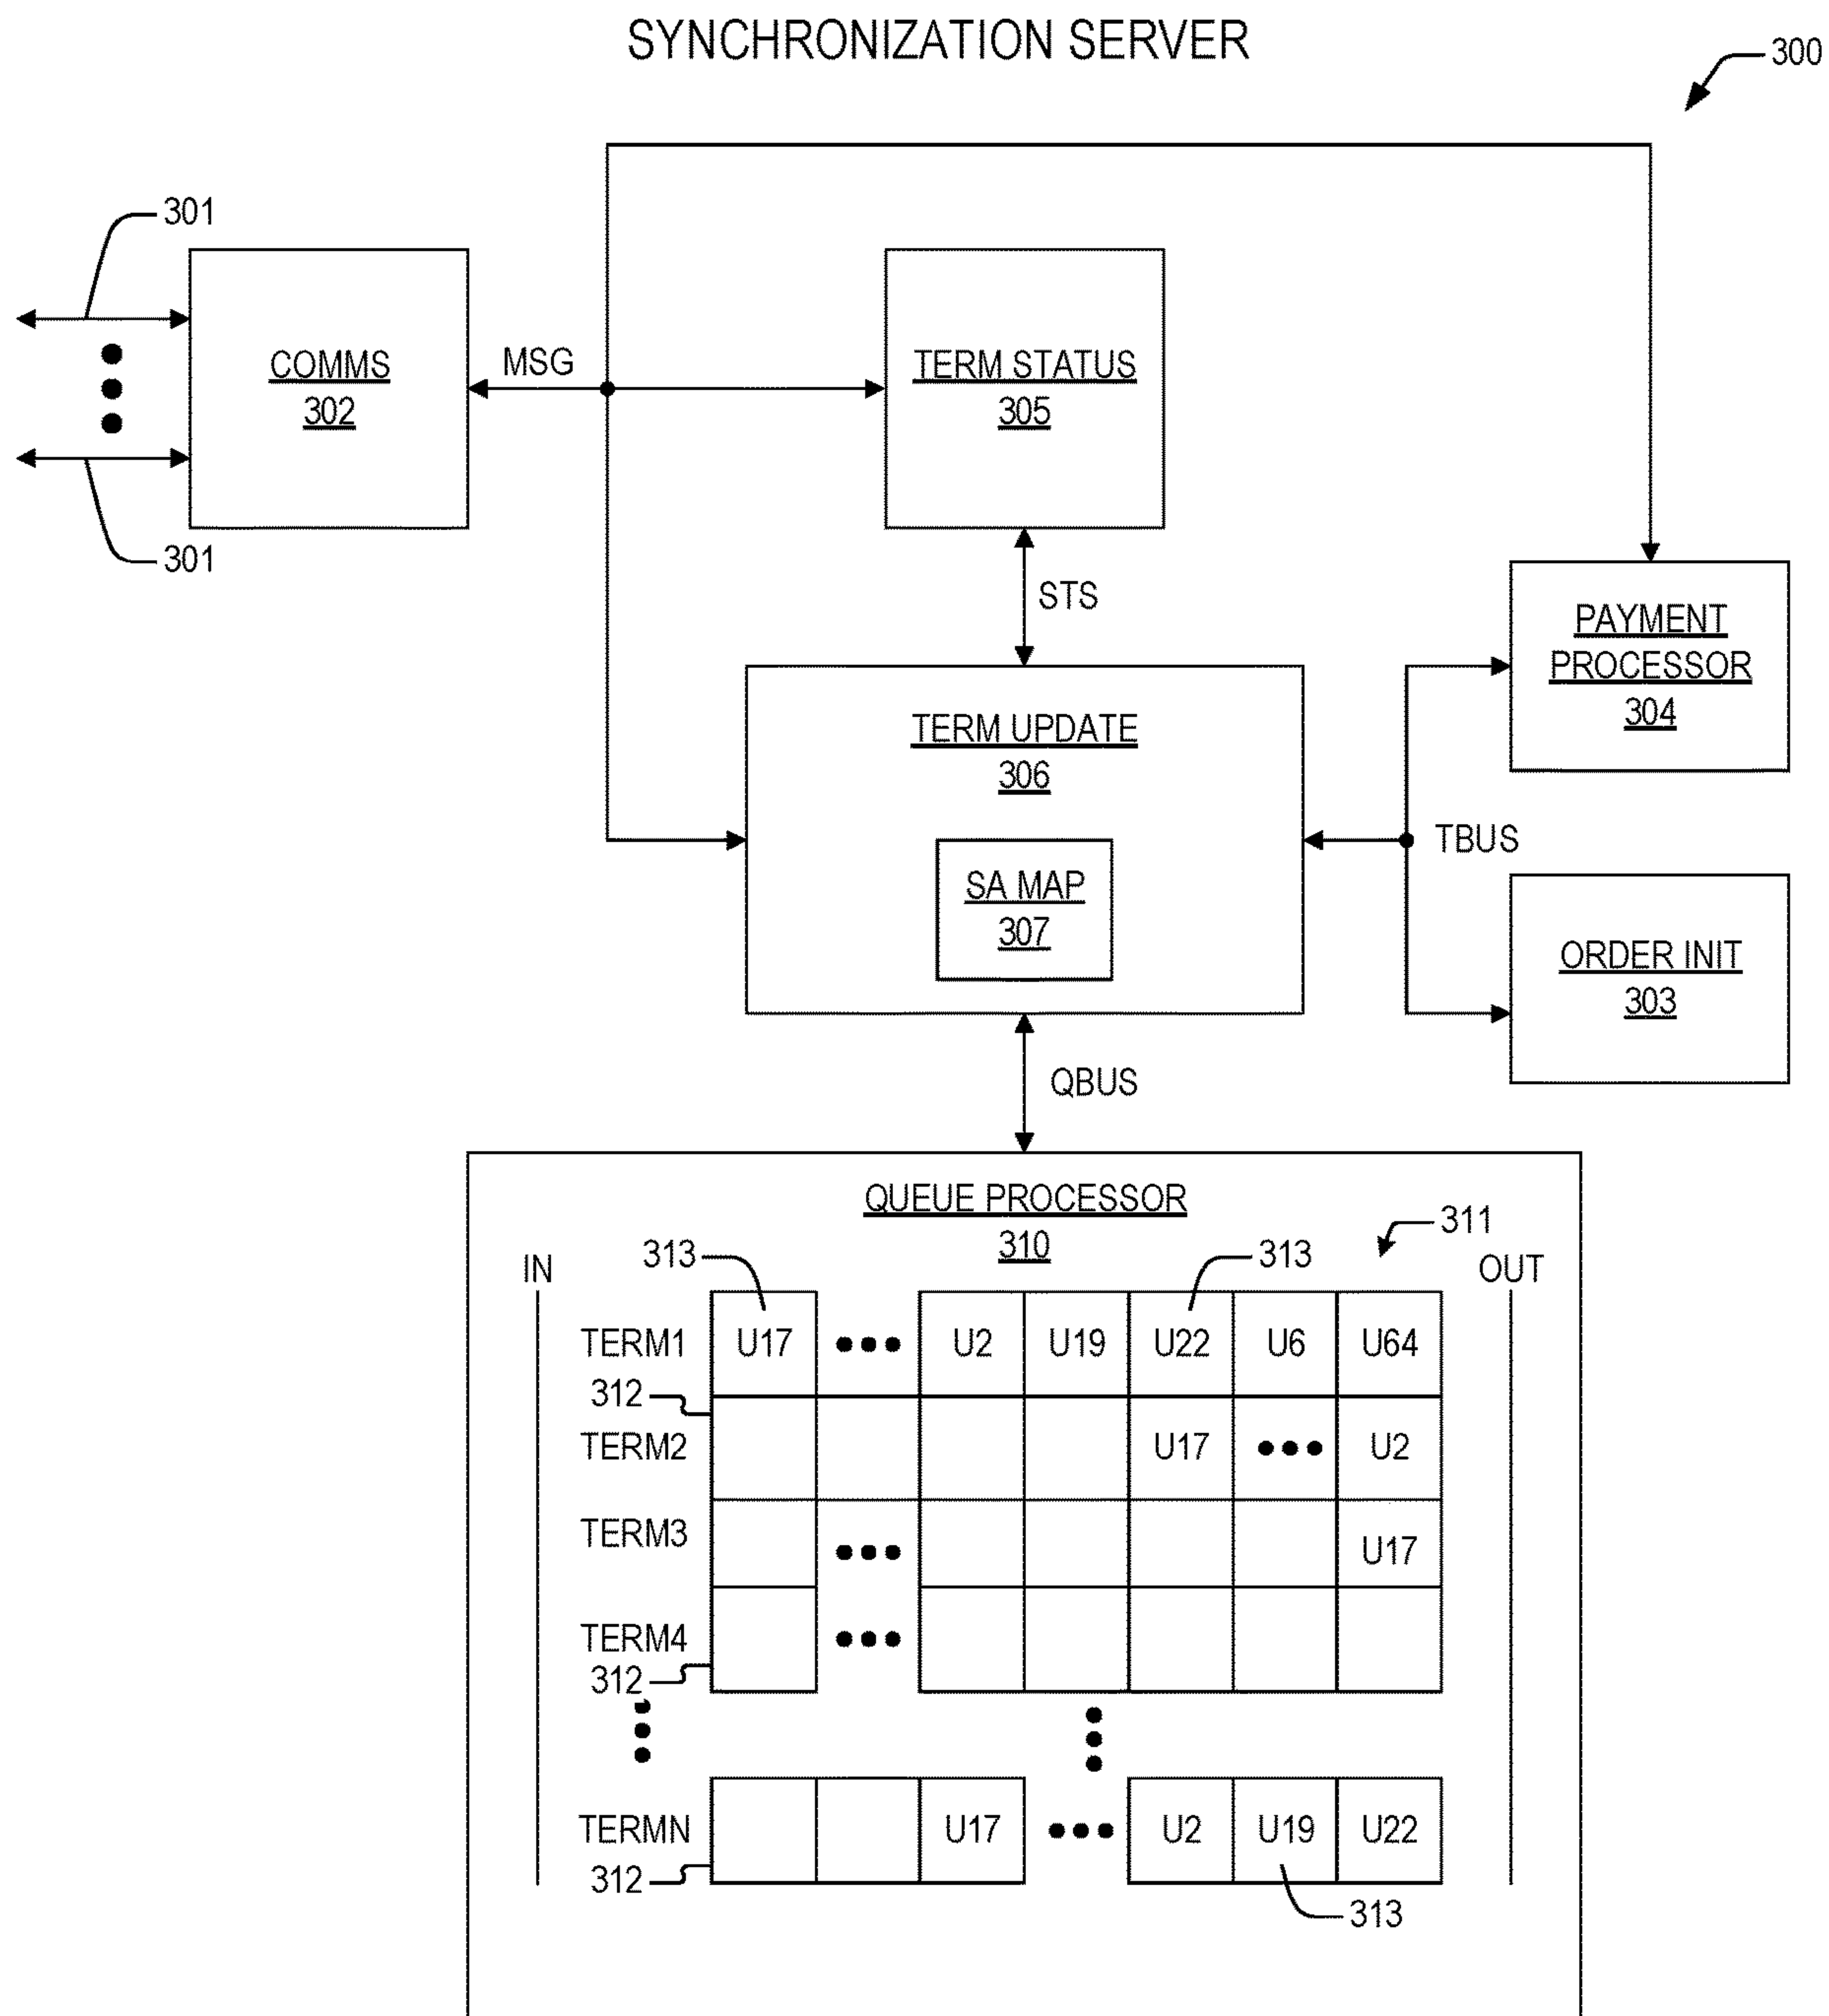 SYNCHRONIZATION SERVER
300
301
COMMS
302
MSG
TERM STATUS
305
301
STS
PAYMENT
PROCESSOR
304
TERM UPDATE
306
TBUS
SA MAP
307
ORDER INIT
303
QBUS
QUEUE PROCESSOR
310
311
313
313
IN
OUT
TERM1 U17 U2 U19 U22 U6 U64
312
TERM2 U17 U2
TERM3 U17
TERM4
312
TERMN U17 U2 U19 U22
312
313